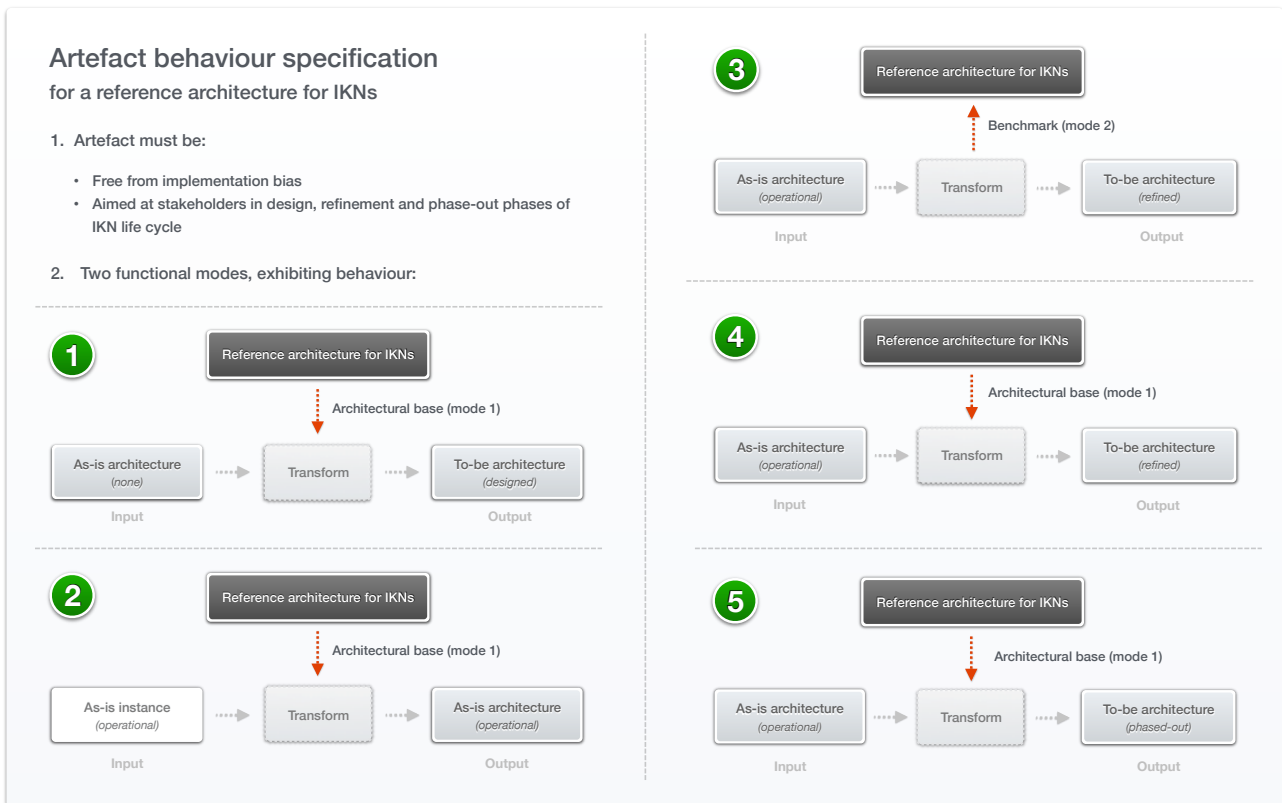 Artefact behaviour specification
for a reference architecture for IKNs
1. Artefact must be:
• Free from implementation bias
• Aimed at stakeholders in design, refinement and phase-out phases of
IKN life cycle
2. Two functional modes, exhibiting behaviour:
1
Reference architecture for IKNs
Architectural base (mode 1)
As-is architecture
(none)
Transform
To-be architecture
(designed)
Input
Output
2
Reference architecture for IKNs
Architectural base (mode 1)
As-is instance
(operational)
Transform
As-is architecture
(operational)
Input
Output
3
Reference architecture for IKNs
Benchmark (mode 2)
As-is architecture
(operational)
Transform
To-be architecture
(refined)
Input
Output
4
Reference architecture for IKNs
Architectural base (mode 1)
As-is architecture
(operational)
Transform
To-be architecture
(refined)
Input
Output
5
Reference architecture for IKNs
Architectural base (mode 1)
As-is architecture
(operational)
Transform
To-be architecture
(phased-out)
Input
Output